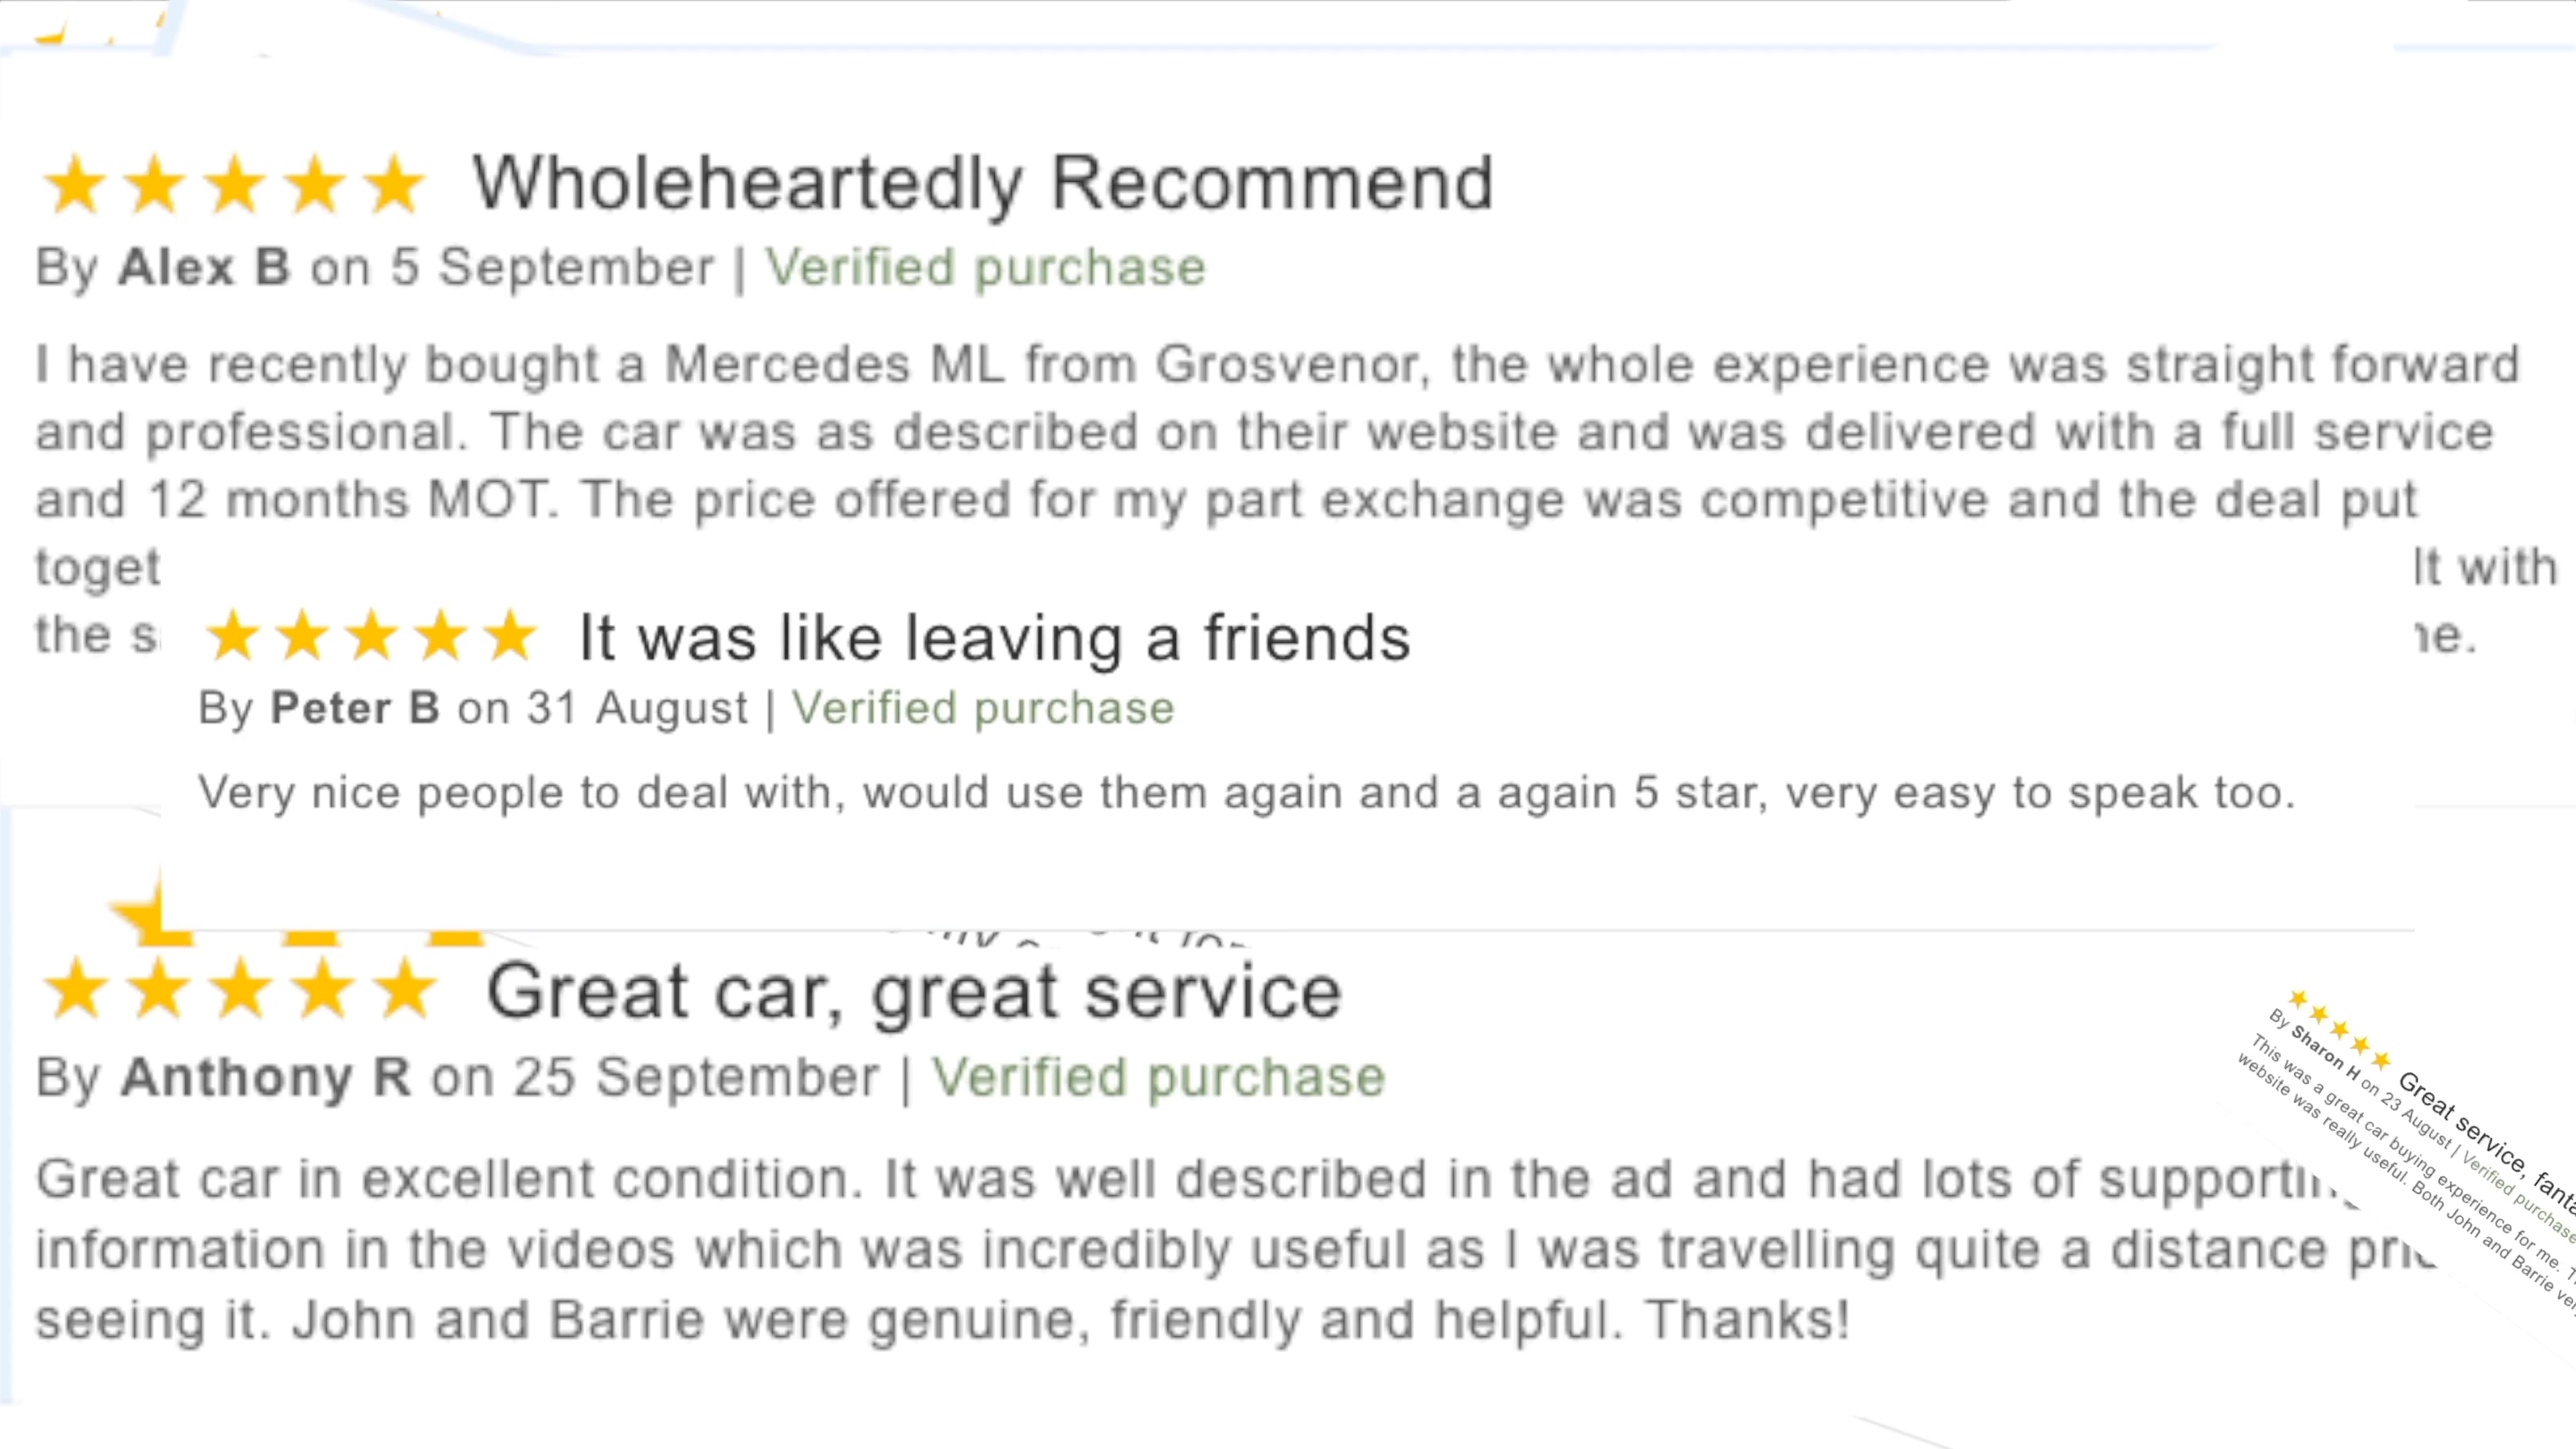 Wholeheartedly Recommend
By Alex B on 5 September | Verified purchase
I have recently bought a Mercedes ML from Grosvenor, the whole experience was straight forward
and professional. The car was as described on their website and was delivered with a full service
and 12 months MOT. The price offered for my part exchange was competitive and the deal put
with
the
It was like leaving a friends
By Peter B on 31 August | Verified purchase
Very nice people to deal with, would use them again and a again 5 star, very easy to speak too.
Great car, great service
By Anthony R on 25 September | Verified purchase
Great car in excellent condition. It was well described in the ad and had lots of
information in the videos which was incredibly useful as I was travelling quite a distance
seeing it. John and Barrie were genuine, friendly and helpful. Thanks!
Great service,
By Sharon H on 23 August | Verified purchase
This was a great car buying experience for me.
website was really useful. Both John and Barrie